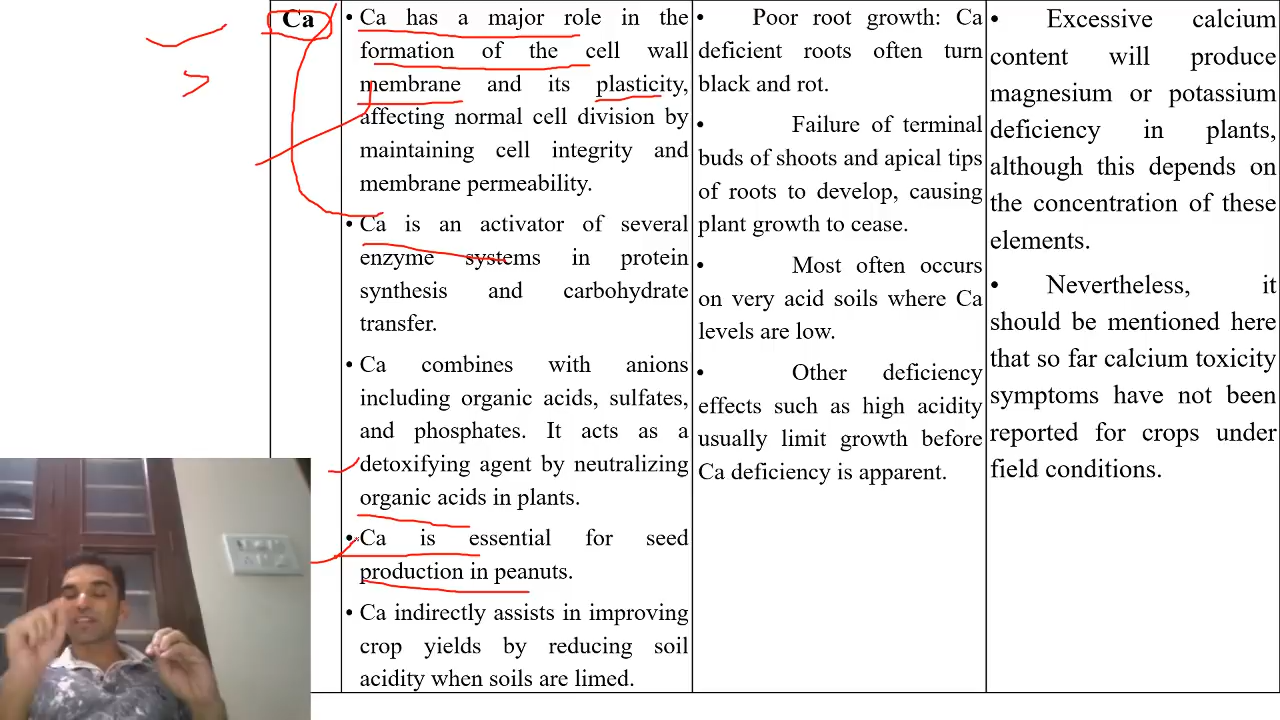 Ca
• Ca has a major role in the
formation of the cell wall
membrane and its plasticity,
affecting normal cell division by
maintaining cell integrity and
membrane permeability.
• Ca is an activator of several
enzyme systems in protein
synthesis and carbohydrate
transfer.
• Ca combines with anions
including organic acids, sulfates,
and phosphates. It acts as a
detoxifying agent by neutralizing
organic acids in plants.
• Ca is essential for seed
production in peanuts.
• Ca indirectly assists in improving
crop yields by reducing soil
acidity when soils are limed.
• Poor root growth: Ca
deficient roots often turn
black and rot.
• Failure of terminal
buds of shoots and apical tips
of roots to develop, causing
plant growth to cease.
• Most often occurs
on very acid soils where Ca
levels are low.
• Other deficiency
effects such as high acidity
usually limit growth before
Ca deficiency is apparent.
• Excessive calcium
content will produce
magnesium or potassium
deficiency in plants,
although this depends on
the concentration of these
elements.
• Nevertheless, it
should be mentioned here
that so far calcium toxicity
symptoms have not been
reported for crops under
field conditions.